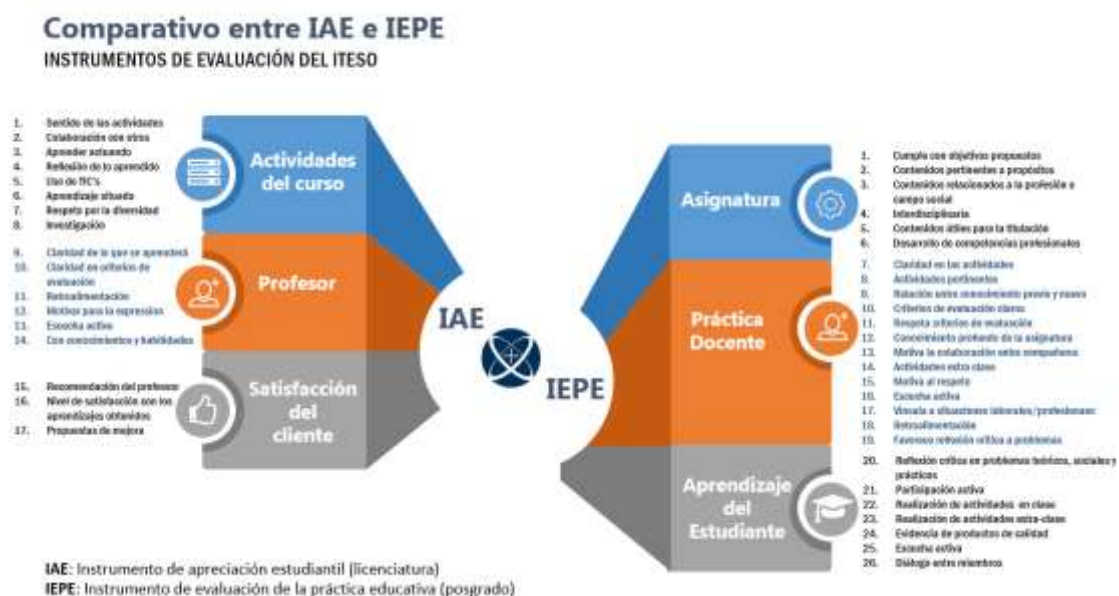 Comparativo entre IAE e IEPE
INSTRUMENTOS DE EVALUACIÓN DEL ITESO
1. Sentido de las actividades
2. Colaboración con otros
3. Aprender actuando
4. Reflexión de lo aprendido
5. Uso de TIC's
6. Aprendizaje situado
7. Respeto por la diversidad
8. Investigación
Actividades
del curso
9. Claridad de lo que se aprenderá
10. Claridad en criterios de
evaluación
11. Retroalimentación
12. Motivar para la expresión
13. Escucha activa
14. Con conocimientos y habilidades
Profesor
15. Recomendación del profesor
16. Nivel de satisfacción con los
aprendizajes obtenidos
17. Propuestas de mejora
Satisfacción
del
cliente
IAE
IEPE
Asignatura
1. Cumple con objetivos propuestos
2. Contenidos pertinentes a propósitos
3. Contenidos relacionados a la profesión o
campo social
4. Interdisciplinaria
5. Contenidos útiles para la titulación
6. Desarrollo de competencias profesionales
Práctica
Docente
7. Claridad en las actividades
8. Actividades pertinentes
9. Relación entre conocimiento previo y nuevo
10. Criterios de evaluación claros
11. Respeta criterios de evaluación
12. Conocimiento profundo de la asignatura
13. Motiva la colaboración entre compañeros
14. Actividades extra clase
15. Motiva al respeto
16. Escucha activa
17. Vincula a situaciones laborales/profesionales
18. Retroalimentación
19. Favorece reflexión crítica a problemas
Aprendizaje
del
Estudiante
20. Reflexión crítica en problemas teóricos, sociales y
prácticos
21. Participación activa
22. Realización de actividades en clase
23. Realización de actividades extra-clase
24. Evidencia de productos de calidad
25. Escucha activa
26. Diálogo entre miembros
IAE: Instrumento de apreciación estudiantil (licenciatura)
IEPE: Instrumento de evaluación de la práctica educativa (posgrado)